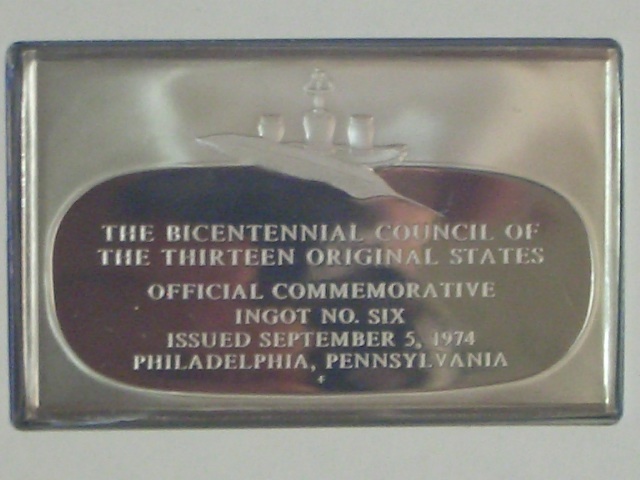 THE BICENTENNIAL COUNCIL OF
THE THIRTEEN ORIGINAL STATES
OFFICIAL COMMEMORATIVE
INGOT NO. SIX
ISSUED SEPTEMBER 5, 1974
PHILADELPHIA, PENNSYLVANIA